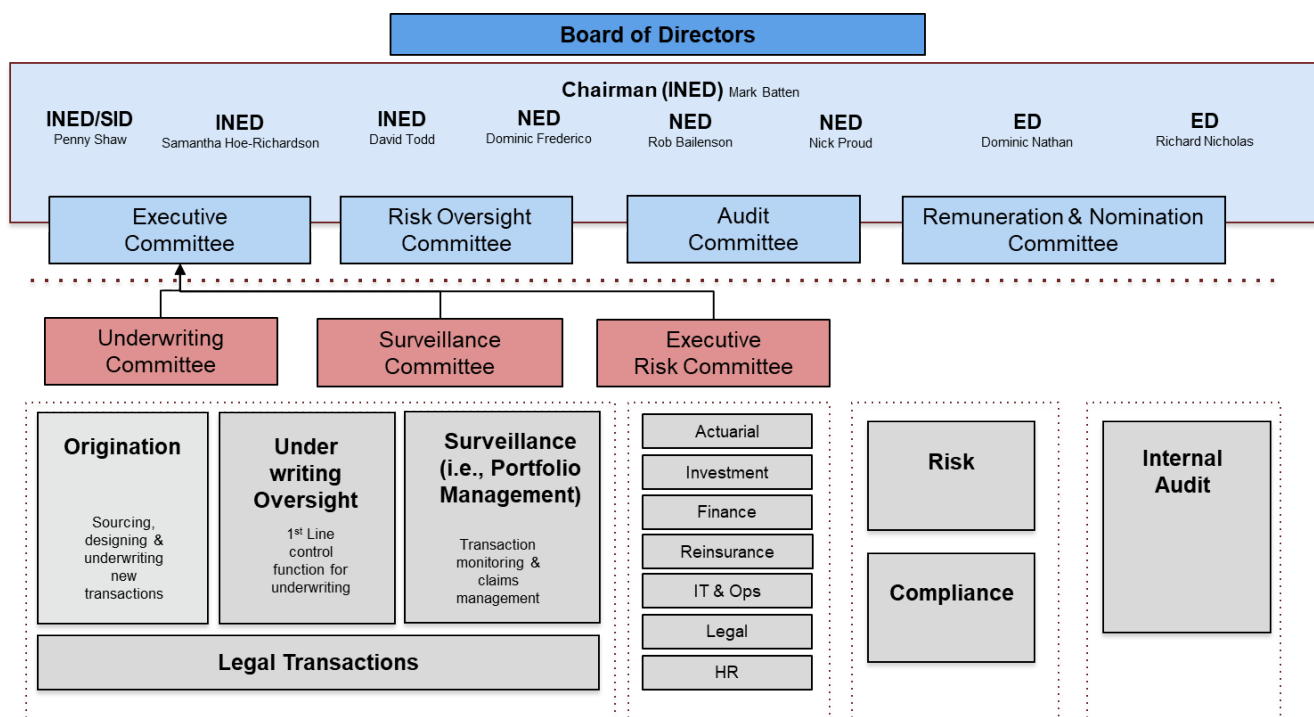 Board of Directors
Chairman (INED) Mark Batten
INED/SID
Penny Shaw
INED
Samantha Hoe-Richardson
INED
David Todd
NED
Dominic Frederico
NED
Rob Bailenson
NED
Nick Proud
ED
Dominic Nathan
ED
Richard Nicholas
Executive
Committee
Risk Oversight
Committee
Audit
Committee
Remuneration & Nomination
Committee
Underwriting
Committee
Surveillance
Committee
Executive
Risk Committee
Origination
Sourcing,
designing &
underwriting
new
transactions
Under
writing
Oversight
1st Line
control
function for
underwriting
Surveillance
(i.e., Portfolio
Management)
Transaction
monitoring &
claims
management
Legal Transactions
Actuarial
Investment
Finance
Reinsurance
IT & Ops
Legal
HR
Risk
Compliance
Internal
Audit